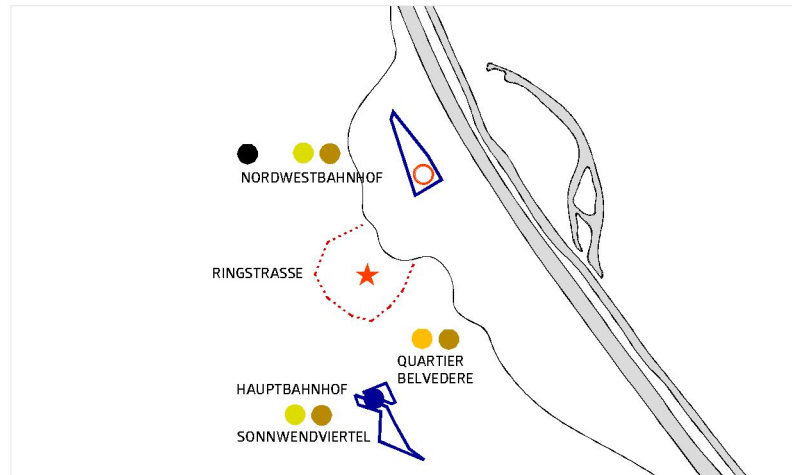 NORDWESTBAHNHOF
RINGSTRASSE
QUARTIER
BELVEDERE
HAUPTBAHNHOF
SONNWENDVIERTEL